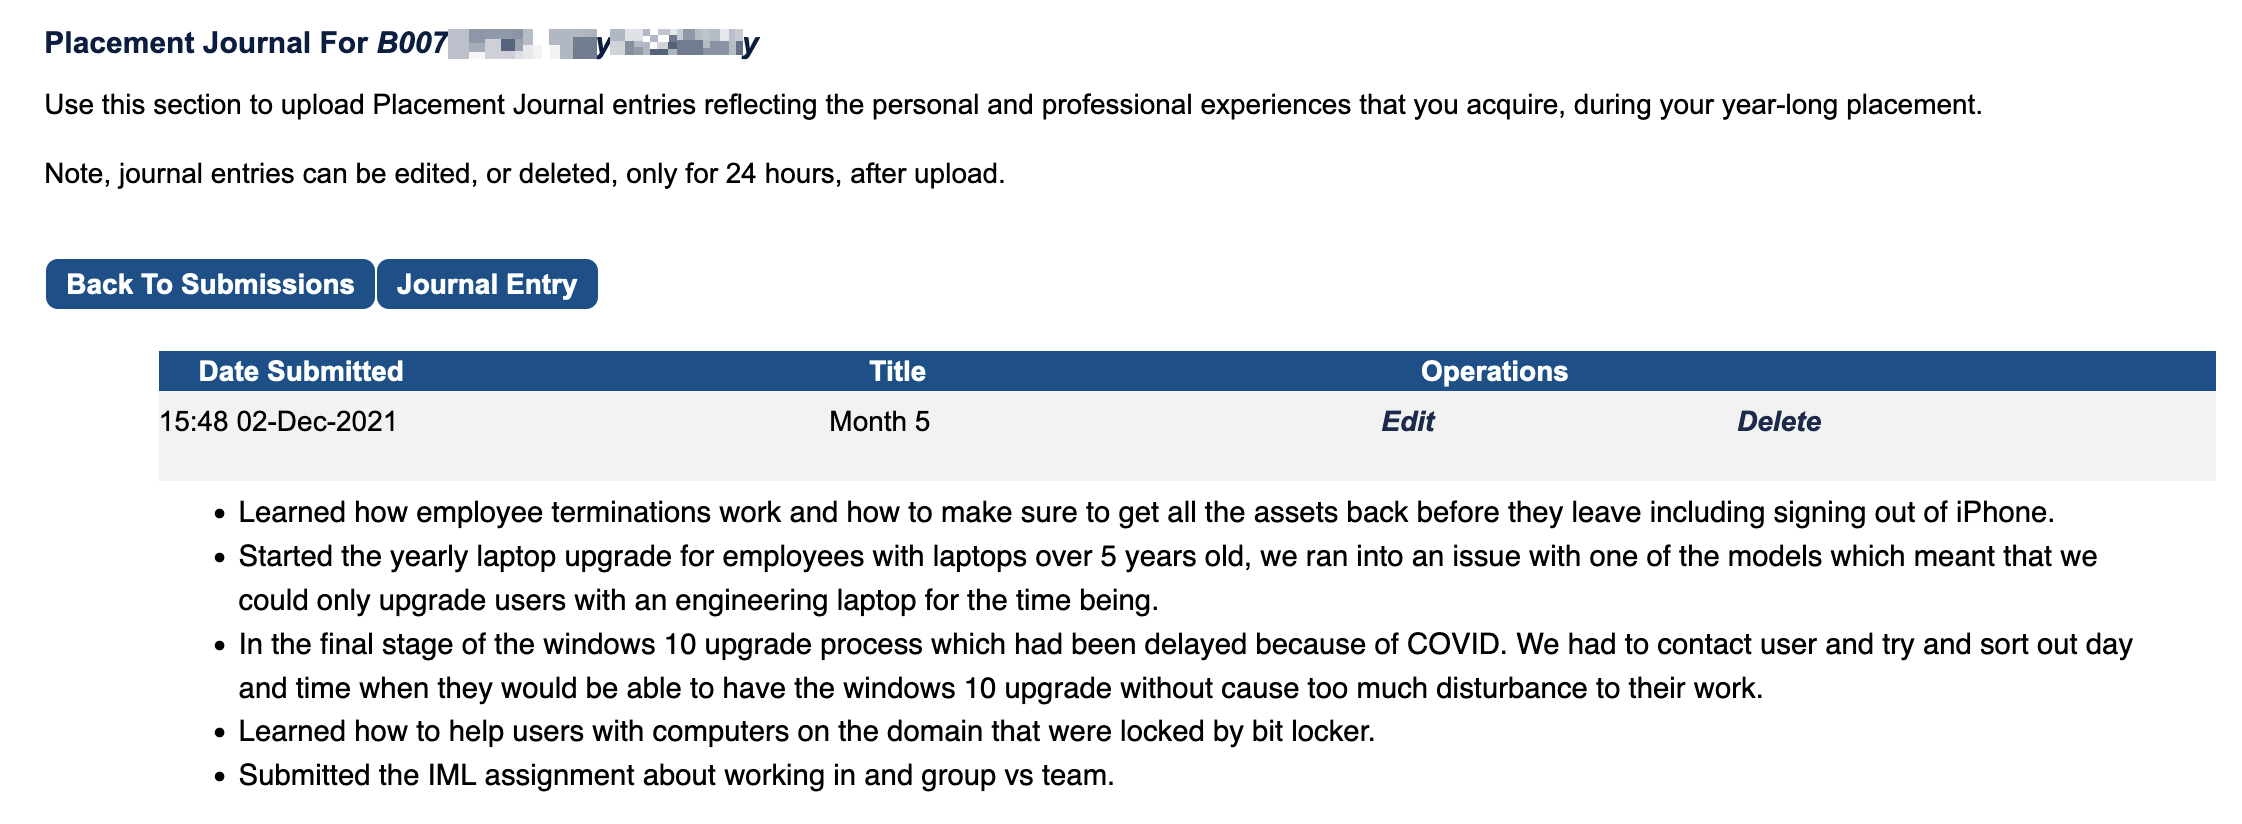 Placement Journal For B007
Use this section to upload Placement Journal entries reflecting the personal and professional experiences that you acquire, during your year-long placement.
Note, journal entries can be edited, or deleted, only for 24 hours, after upload.
Back To Submissions Journal Entry
Date Submitted Title Operations
15:48 02-Dec-2021 Month 5 Edit Delete
• Learned how employee terminations work and how to make sure to get all the assets back before they leave including signing out of iPhone.
• Started the yearly laptop upgrade for employees with laptops over 5 years old, we ran into an issue with one of the models which meant that we
could only upgrade users with an engineering laptop for the time being.
• In the final stage of the windows 10 upgrade process which had been delayed because of COVID. We had to contact user and try and sort out day
and time when they would be able to have the windows 10 upgrade without cause too much disturbance to their work.
• Learned how to help users with computers on the domain that were locked by bit locker.
• Submitted the IML assignment about working in and group vs team.